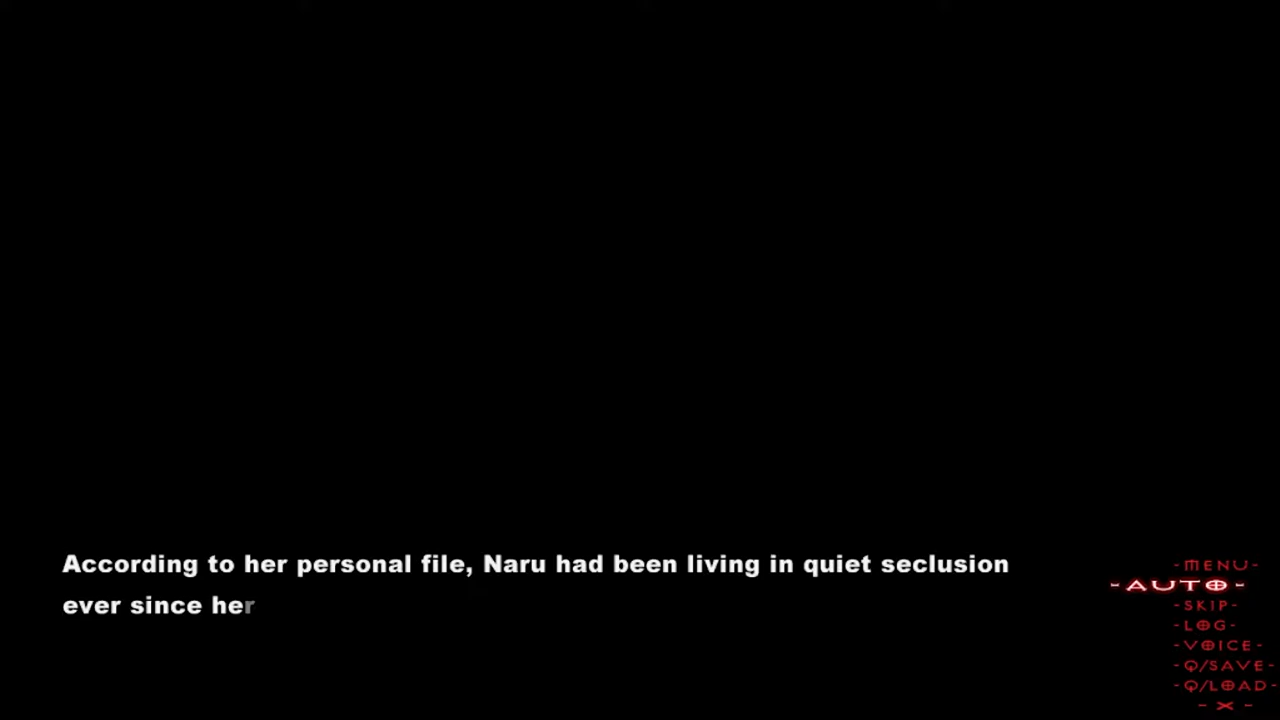 According to her personal file, Naru had been living in quiet seclusion
ever since her
-MENU-
-AUTO-
-SKIP-
-LOG-
-VOICE-
-Q/SAVE-
-Q/LOAD-
-X-